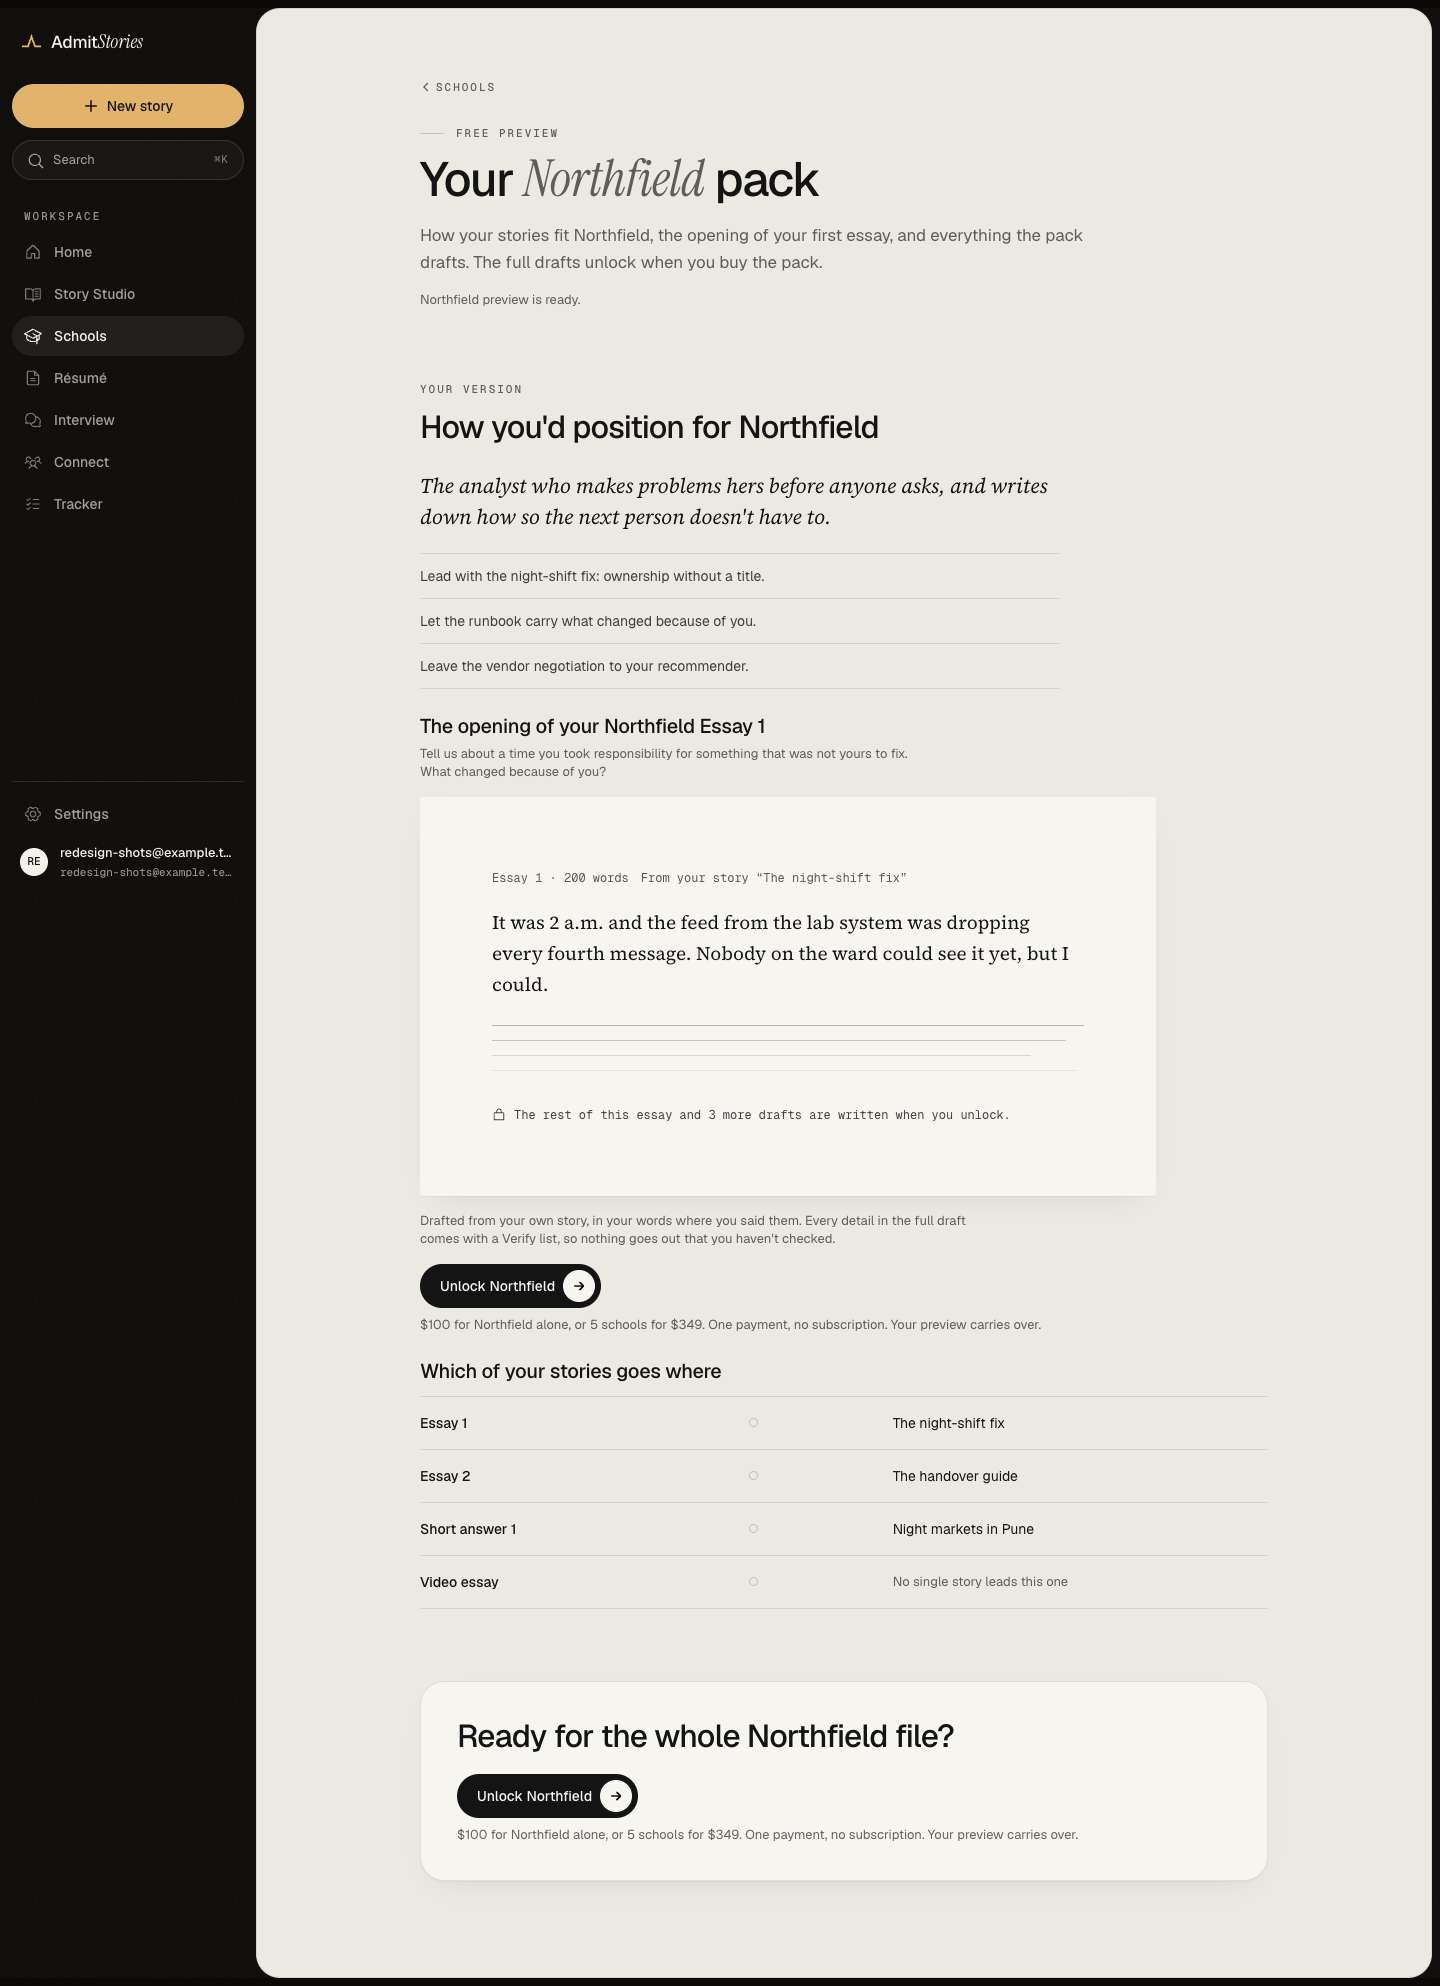 AdmitStories
New story
Search ⌘K
WORKSPACE
Home
Story Studio
Schools
Résumé
Interview
Connect
Tracker
Settings
RE
redesign-shots@example.t…
redesign-shots@example.te…
SCHOOLS
FREE PREVIEW
Your Northfield pack
How your stories fit Northfield, the opening of your first essay, and everything the pack
drafts. The full drafts unlock when you buy the pack.
Northfield preview is ready.
YOUR VERSION
How you'd position for Northfield
The analyst who makes problems hers before anyone asks, and writes
down how so the next person doesn't have to.
Lead with the night-shift fix: ownership without a title.
Let the runbook carry what changed because of you.
Leave the vendor negotiation to your recommender.
The opening of your Northfield Essay 1
Tell us about a time you took responsibility for something that was not yours to fix.
What changed because of you?
Essay 1 · 200 words From your story “The night-shift fix”
It was 2 a.m. and the feed from the lab system was dropping
every fourth message. Nobody on the ward could see it yet, but I
could.
The rest of this essay and 3 more drafts are written when you unlock.
Drafted from your own story, in your words where you said them. Every detail in the full draft
comes with a Verify list, so nothing goes out that you haven't checked.
Unlock Northfield
$100 for Northfield alone, or 5 schools for $349. One payment, no subscription. Your preview carries over.
Which of your stories goes where
Essay 1 The night-shift fix
Essay 2 The handover guide
Short answer 1 Night markets in Pune
Video essay No single story leads this one
Ready for the whole Northfield file?
Unlock Northfield
$100 for Northfield alone, or 5 schools for $349. One payment, no subscription. Your preview carries over.